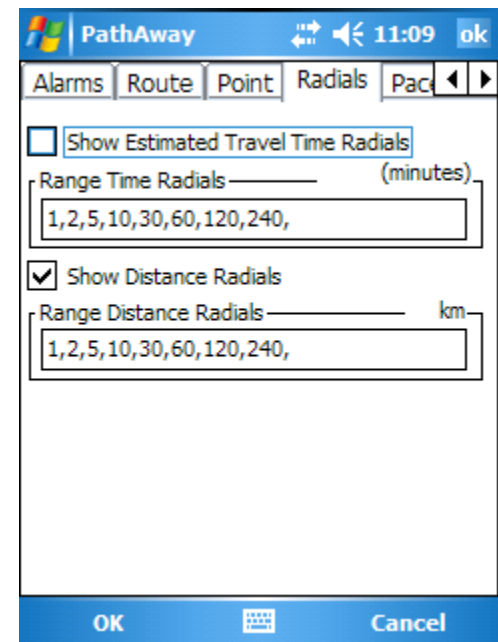 PathAway 11:09 ok
Alarms Route Point Radials Pace
Show Estimated Travel Time Radials
Range Time Radials (minutes)
1,2,5,10,30,60,120,240,
Show Distance Radials
Range Distance Radials km
1,2,5,10,30,60,120,240,
OK Cancel